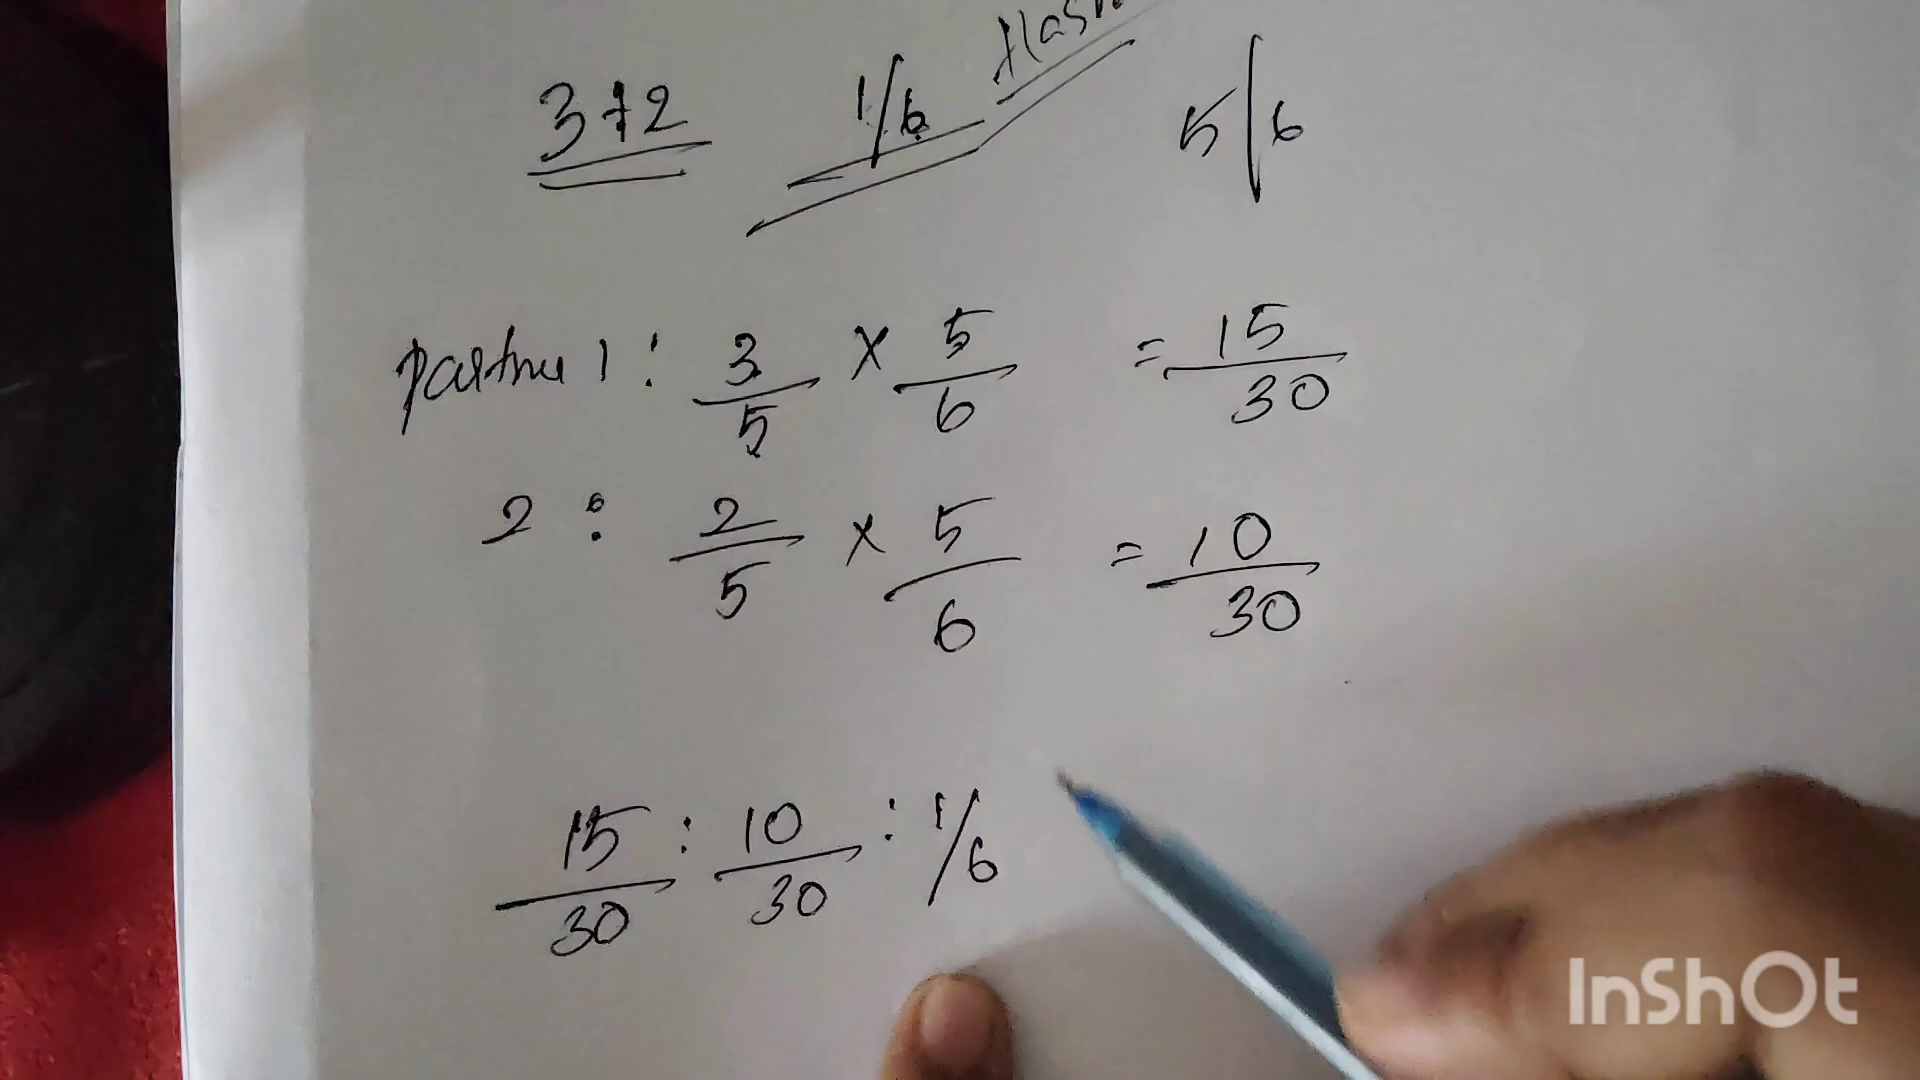 3+2 1/6 5/6
Partner 1 : 3/5 × 5/6 = 15/30
2 : 2/5 × 5/6 = 10/30
15/30 : 10/30 : 1/6
InShOt